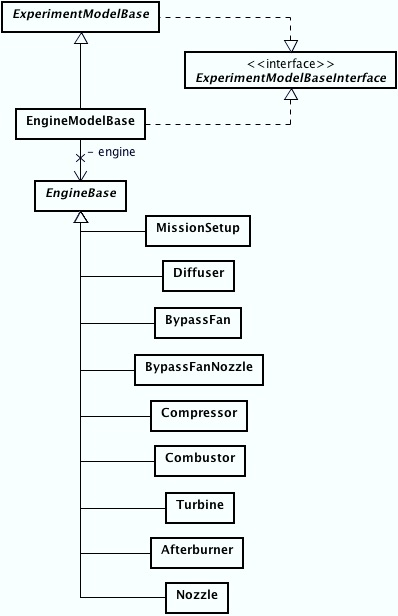 ExperimentModelBase
<<interface>>
ExperimentModelBaseInterface
EngineModelBase
- engine
EngineBase
MissionSetup
Diffuser
BypassFan
BypassFanNozzle
Compressor
Combustor
Turbine
Afterburner
Nozzle